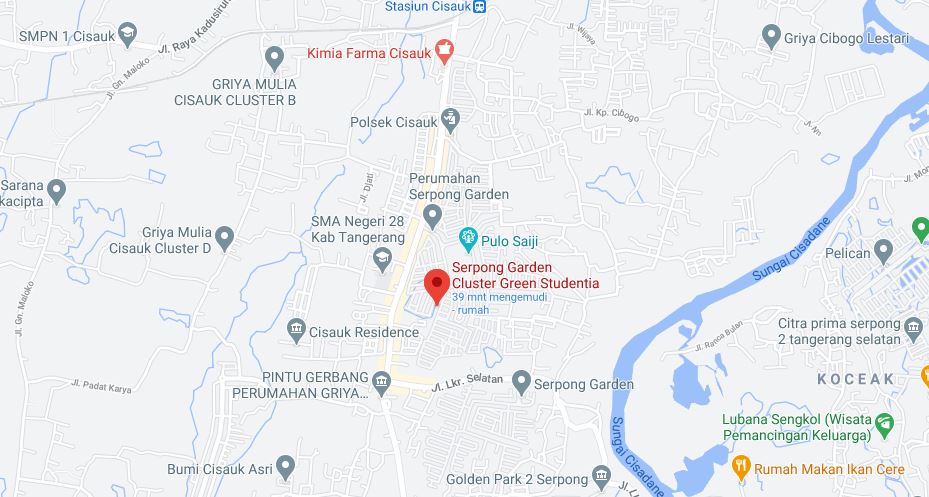 Stasiun Cisauk
SMPN 1 Cisauk
Jl. Raya Kadusirung
Jl. Gn. Maloko
Kimia Farma Cisauk
Jl. Wijaya
Griya Cibogo Lestari
GRIYA MULIA
CISAUK CLUSTER B
Jl. Kp. Cibogo
Polsek Cisauk
Jl. Djati
Perumahan
Serpong Garden
Sarana
kacipta
SMA Negeri 28
Kab Tangerang
Griya Mulia
Cisauk Cluster D
Pulo Saiji
Sungai Cisadane
Pelican
Serpong Garden
Cluster Green Studentia
39 mnt mengemudi
- rumah
Jl. Gn. Maloko
Cisauk Residence
Citra prima serpong
2 tangerang selatan
Jl. Padat Karya
PINTU GERBANG
PERUMAHAN GRIYA...
Jl. Lkr. Selatan
Serpong Garden
KOCEAK
Sungai Cisadane
Lubana Sengkol (Wisata
Pemancingan Keluarga)
Bumi Cisauk Asri
Golden Park 2 Serpong
Rumah Makan Ikan Cere